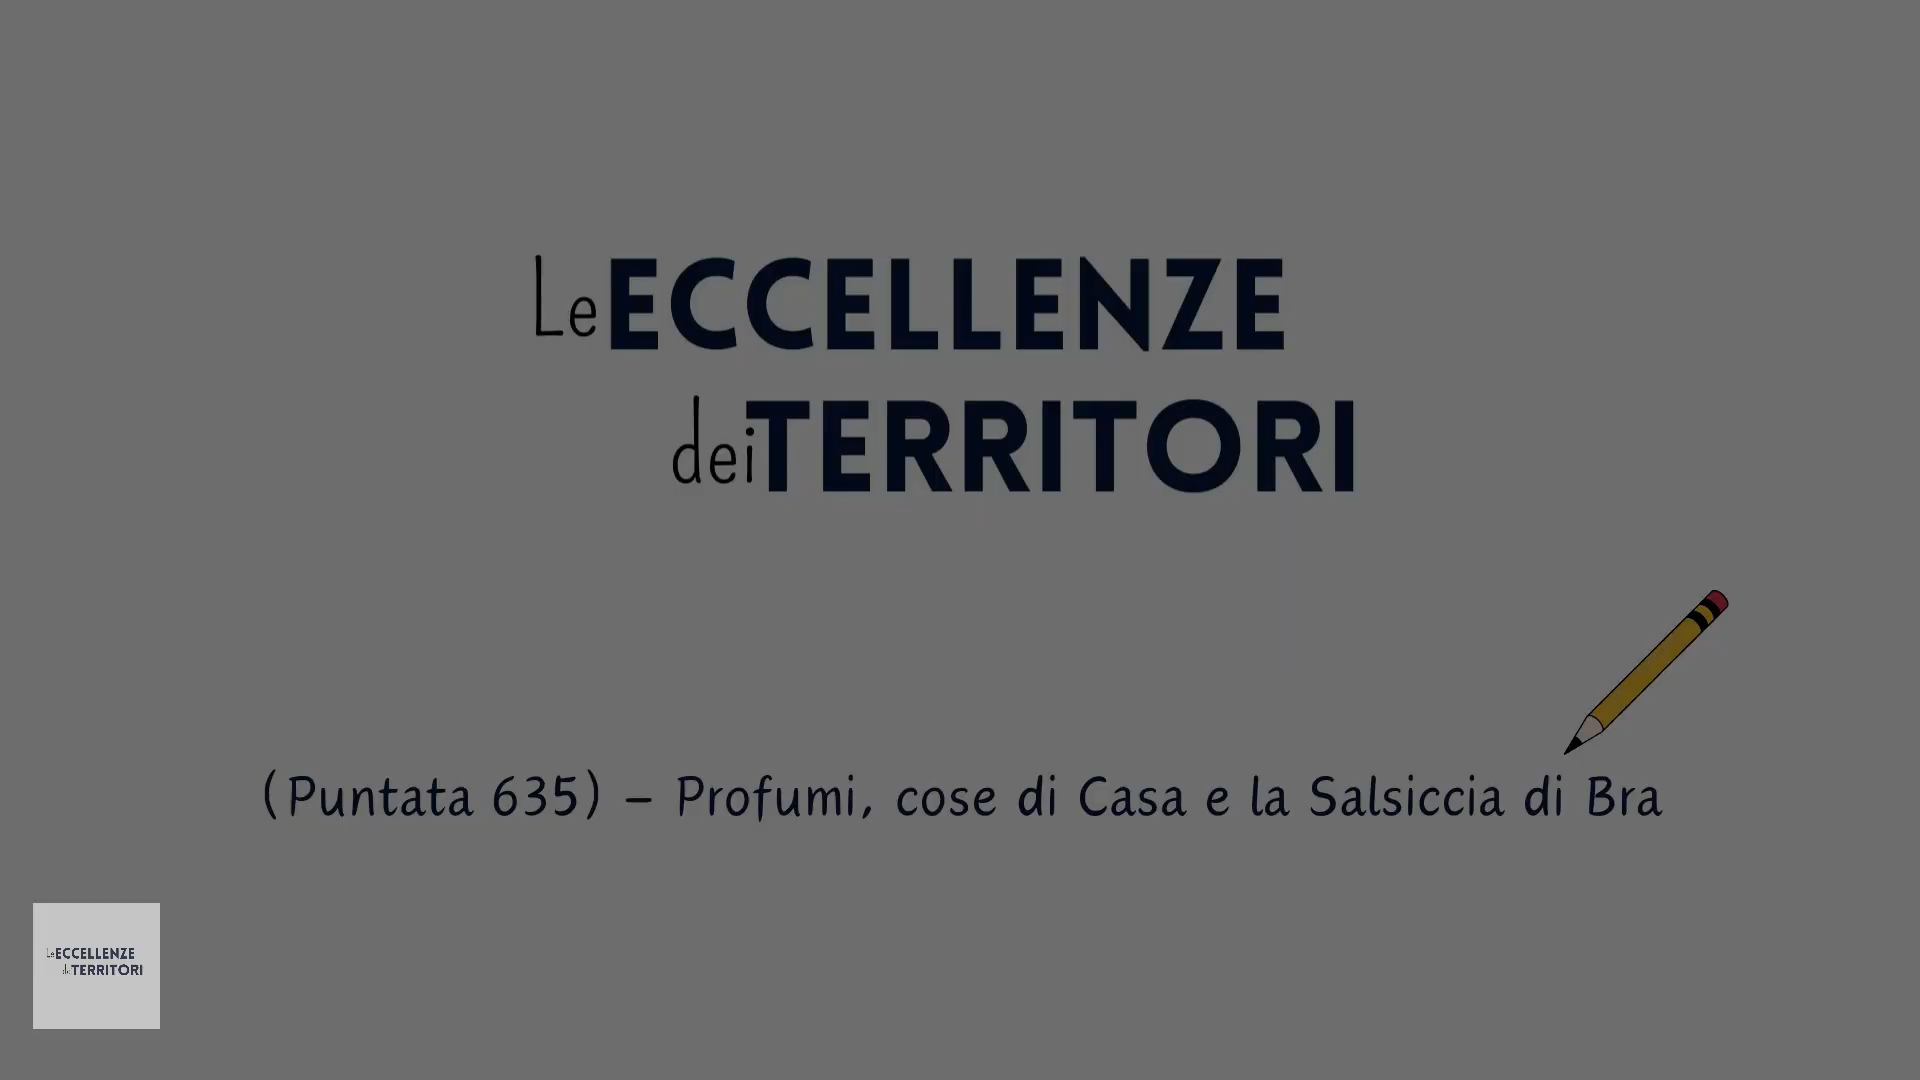 Le ECCELLENZE
dei TERRITORI
(Puntata 635) – Profumi, cose di Casa e la Salsiccia di Bra
Le ECCELLENZE
dei TERRITORI